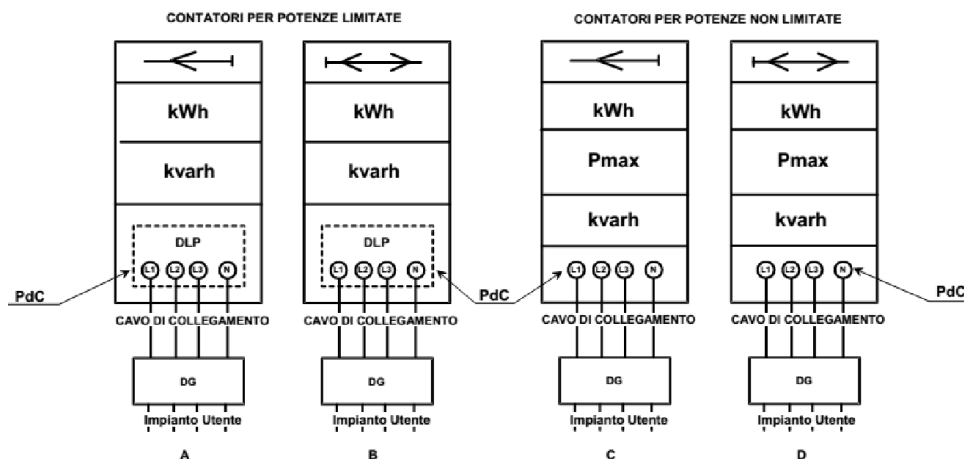 CONTATORI PER POTENZE LIMITATE
CONTATORI PER POTENZE NON LIMITATE
kWh
kWh
kWh
kWh
kvarh
kvarh
Pmax
Pmax
kvarh
kvarh
DLP
DLP
L1 L2 L3 N
L1 L2 L3 N
L1 L2 L3 N
L1 L2 L3 N
PdC
PdC
PdC
CAVO DI COLLEGAMENTO
CAVO DI COLLEGAMENTO
CAVO DI COLLEGAMENTO
CAVO DI COLLEGAMENTO
DG
DG
DG
DG
Impianto Utente
Impianto Utente
Impianto Utente
Impianto Utente
A
B
C
D